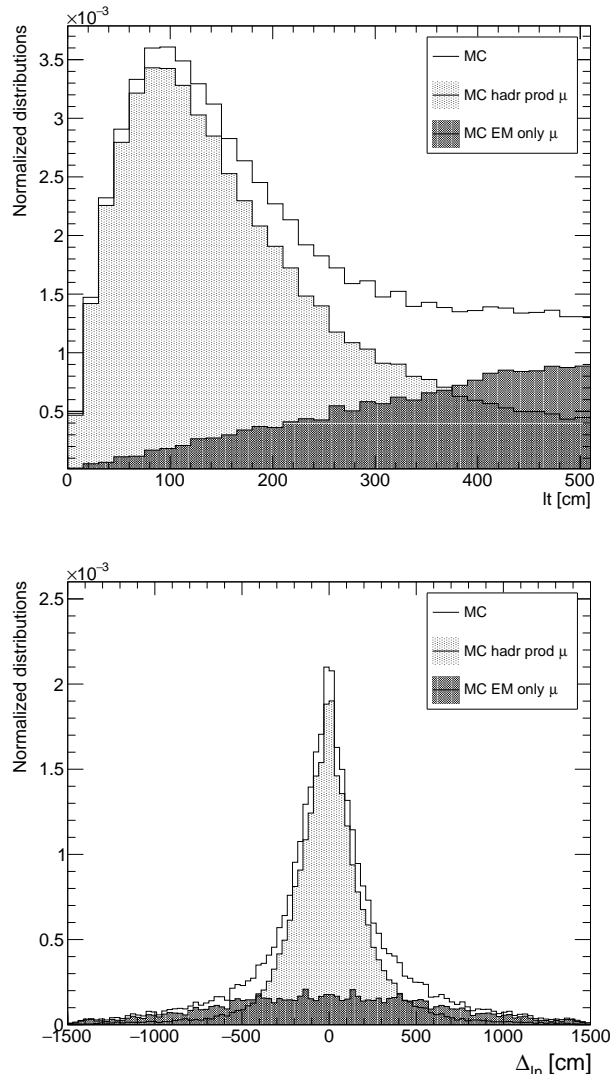 ×10⁻³
Normalized distributions
3.5
3
2.5
2
1.5
1
0.5
0 100 200 300 400 500
lt [cm]
MC
MC hadr prod μ
MC EM only μ
×10⁻³
Normalized distributions
2.5
2
1.5
1
0.5
0
−1500 −1000 −500 0 500 1000 1500
Δln [cm]
MC
MC hadr prod μ
MC EM only μ